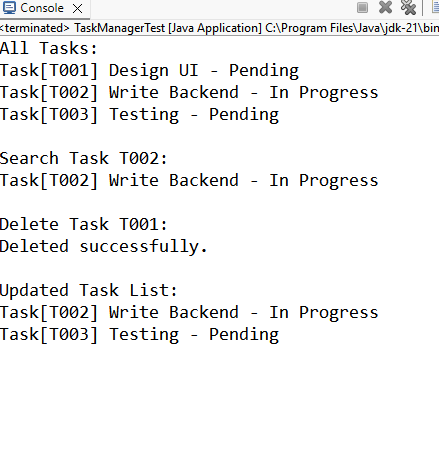 Console
<terminated> TaskManagerTest [Java Application] C:\Program Files\Java\jdk-21\bin
All Tasks:
Task[T001] Design UI - Pending
Task[T002] Write Backend - In Progress
Task[T003] Testing - Pending

Search Task T002:
Task[T002] Write Backend - In Progress

Delete Task T001:
Deleted successfully.

Updated Task List:
Task[T002] Write Backend - In Progress
Task[T003] Testing - Pending